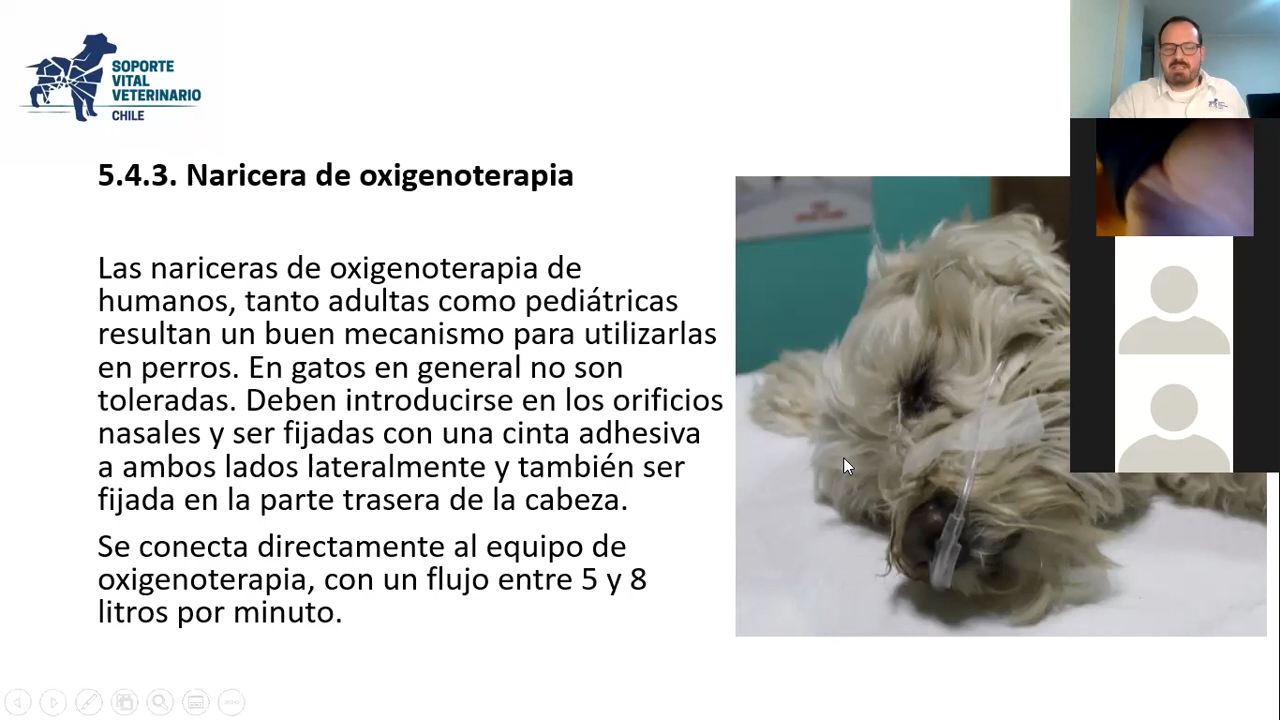 SOPORTE
VITAL
VETERINARIO
CHILE
5.4.3. Naricera de oxigenoterapia
Las nariceras de oxigenoterapia de
humanos, tanto adultas como pediátricas
resultan un buen mecanismo para utilizarlas
en perros. En gatos en general no son
toleradas. Deben introducirse en los orificios
nasales y ser fijadas con una cinta adhesiva
a ambos lados lateralmente y también ser
fijada en la parte trasera de la cabeza.
Se conecta directamente al equipo de
oxigenoterapia, con un flujo entre 5 y 8
litros por minuto.